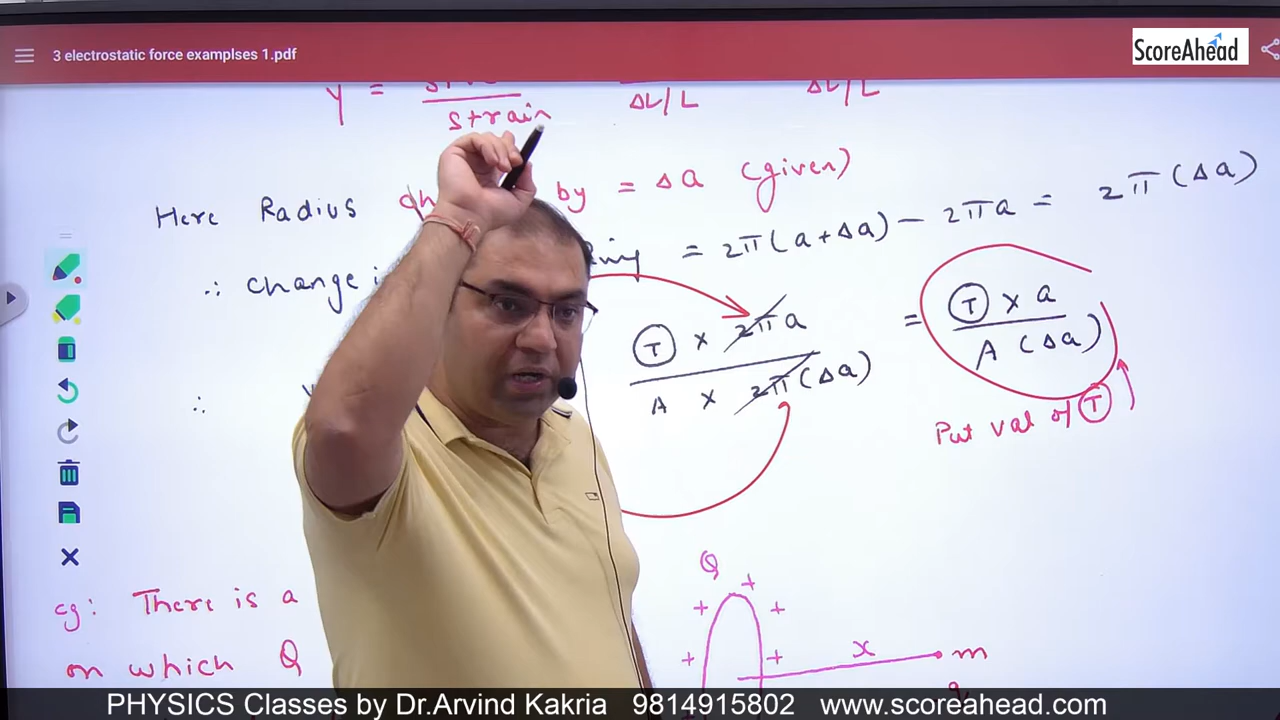 3 electrostatic force examplses 1.pdf
ScoreAhead
Y = strain ΔL/L ΔL/L
Here Radius by = Δa (given)
∴ change = 2π(a+Δa) - 2πa = 2π(Δa)
∴ T × 2πa / A × 2π(Δa) = T × a / A (Δa)
Put val of T
eg: There is a
on which Q
Q
+ + + + + +
x m
PHYSICS Classes by Dr.Arvind Kakria 9814915802 www.scoreahead.com